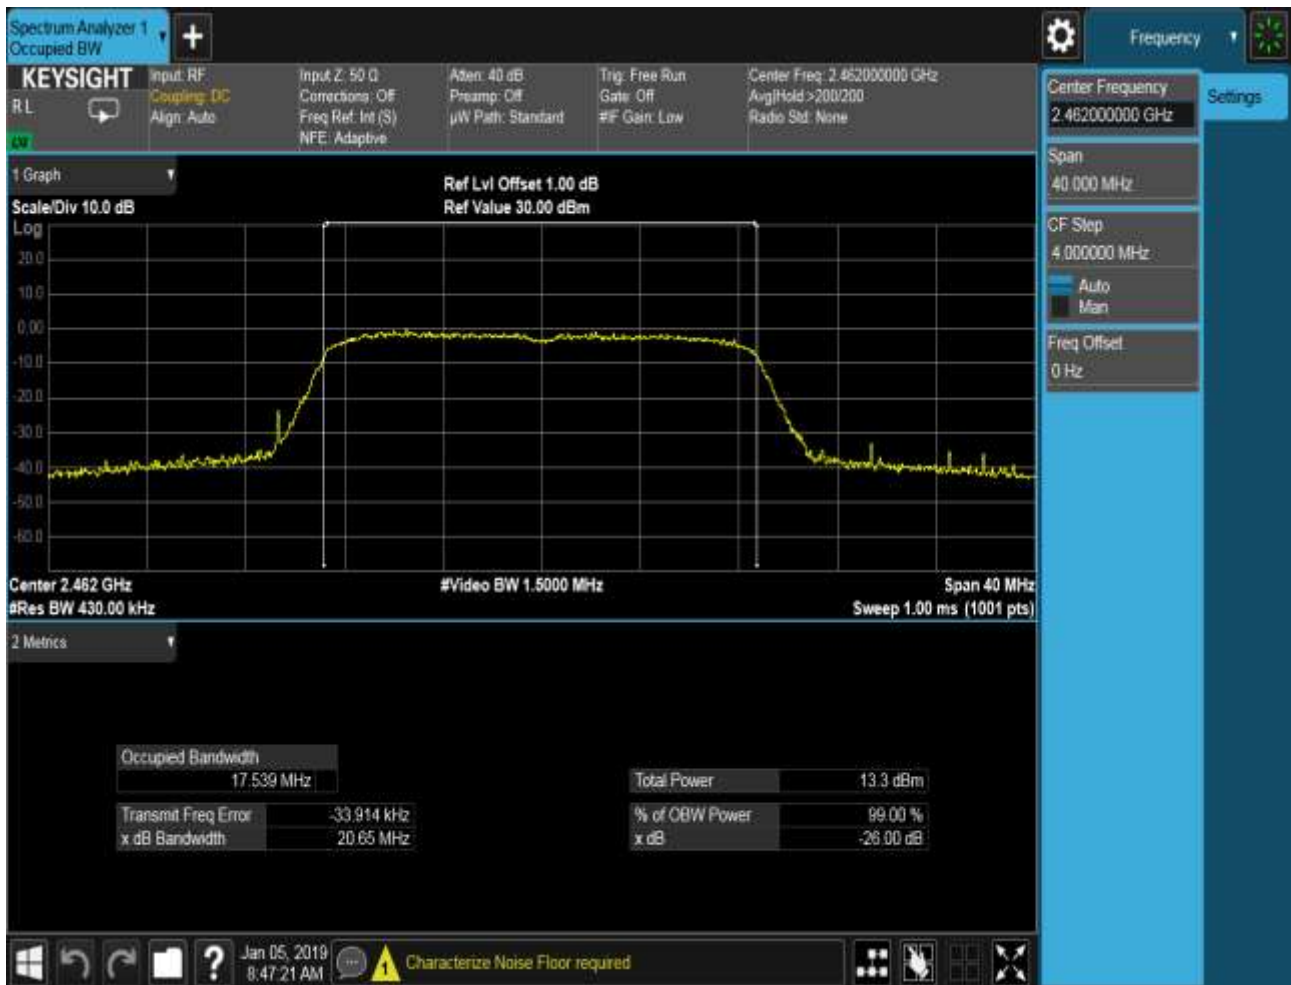 Spectrum Analyzer 1
Occupied BW
Frequency
KEYSIGHT
R L
Input: RF
Coupling: DC
Align: Auto
Input Z: 50 Ω
Corrections: Off
Freq Ref: Int (S)
NFE: Adaptive
Atten: 40 dB
Preamp: Off
µW Path: Standard
Trig: Free Run
Gate: Off
#IF Gain: Low
Center Freq: 2.462000000 GHz
Avg|Hold >200/200
Radio Std: None
Center Frequency
2.462000000 GHz
Settings
Span
40.000 MHz
CF Step
4.000000 MHz
Auto
Man
Freq Offset
0 Hz
1 Graph
Scale/Div 10.0 dB
Ref Lvl Offset 1.00 dB
Ref Value 30.00 dBm
Log
20.0
10.0
0.00
-10.0
-20.0
-30.0
-40.0
-50.0
-60.0
Center 2.462 GHz
#Video BW 1.5000 MHz
Span 40 MHz
#Res BW 430.00 kHz
Sweep 1.00 ms (1001 pts)
2 Metrics
Occupied Bandwidth
17.539 MHz
Total Power 13.3 dBm
Transmit Freq Error -33.914 kHz
% of OBW Power 99.00 %
x dB Bandwidth 20.65 MHz
x dB -26.00 dB
?
Jan 05, 2019
8:47:21 AM
1
Characterize Noise Floor required